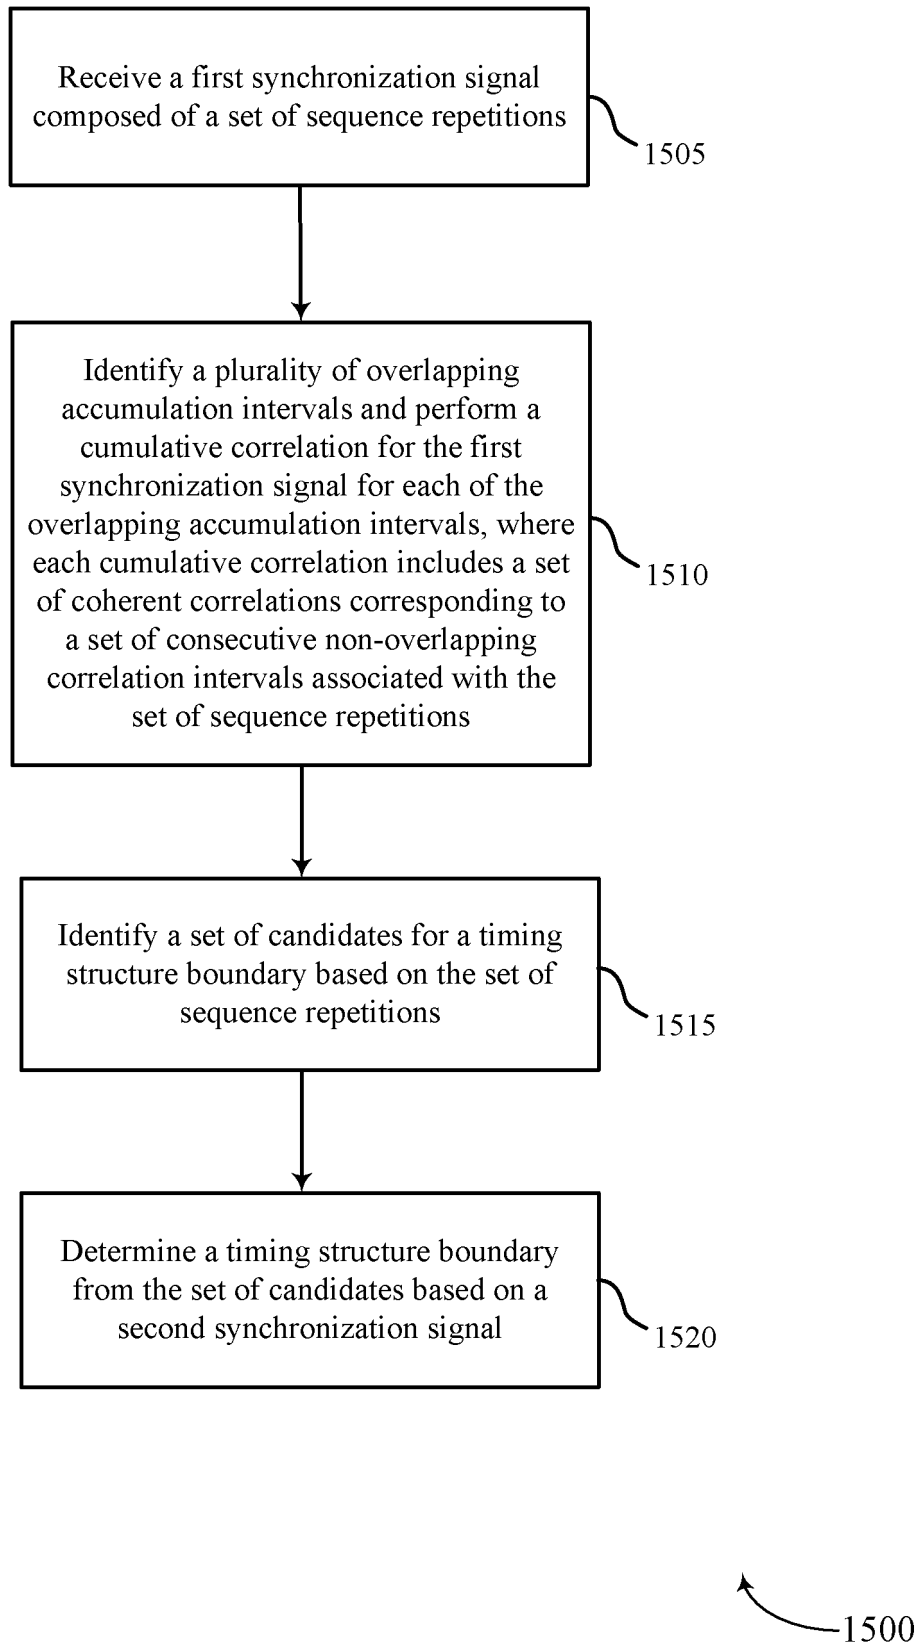 Receive a first synchronization signal
composed of a set of sequence repetitions
1505
Identify a plurality of overlapping
accumulation intervals and perform a
cumulative correlation for the first
synchronization signal for each of the
overlapping accumulation intervals, where
each cumulative correlation includes a set
of coherent correlations corresponding to
a set of consecutive non-overlapping
correlation intervals associated with the
set of sequence repetitions
1510
Identify a set of candidates for a timing
structure boundary based on the set of
sequence repetitions
1515
Determine a timing structure boundary
from the set of candidates based on a
second synchronization signal
1520
1500